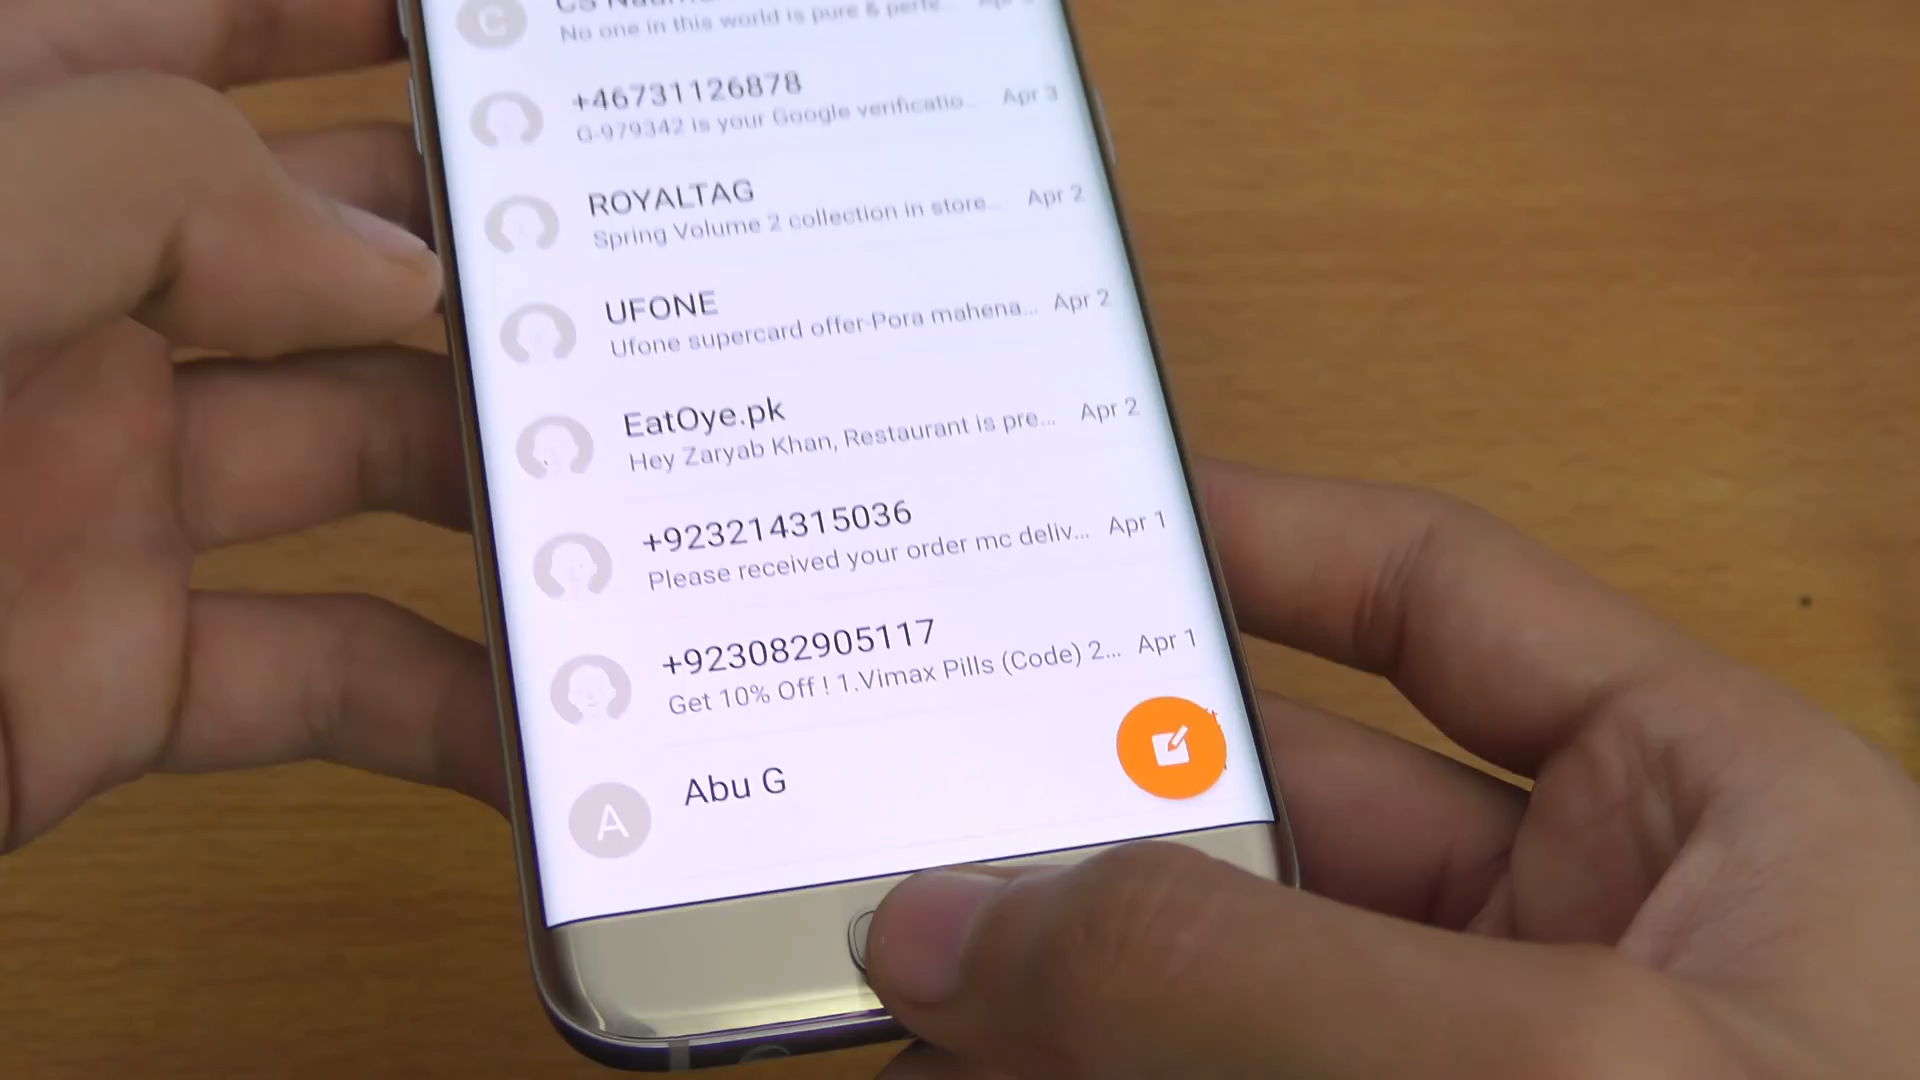 C
No one in this world is pure & perfe...
+46731126878
G-979342 is your Google verificatio...
Apr 3
ROYALTAG
Spring Volume 2 collection in store...
Apr 2
UFONE
Ufone supercard offer-Pora mahena...
Apr 2
EatOye.pk
Hey Zaryab Khan, Restaurant is pre...
Apr 2
+923214315036
Please received your order mc deliv...
Apr 1
+923082905117
Get 10% Off ! 1.Vimax Pills (Code) 2...
Apr 1
A
Abu G